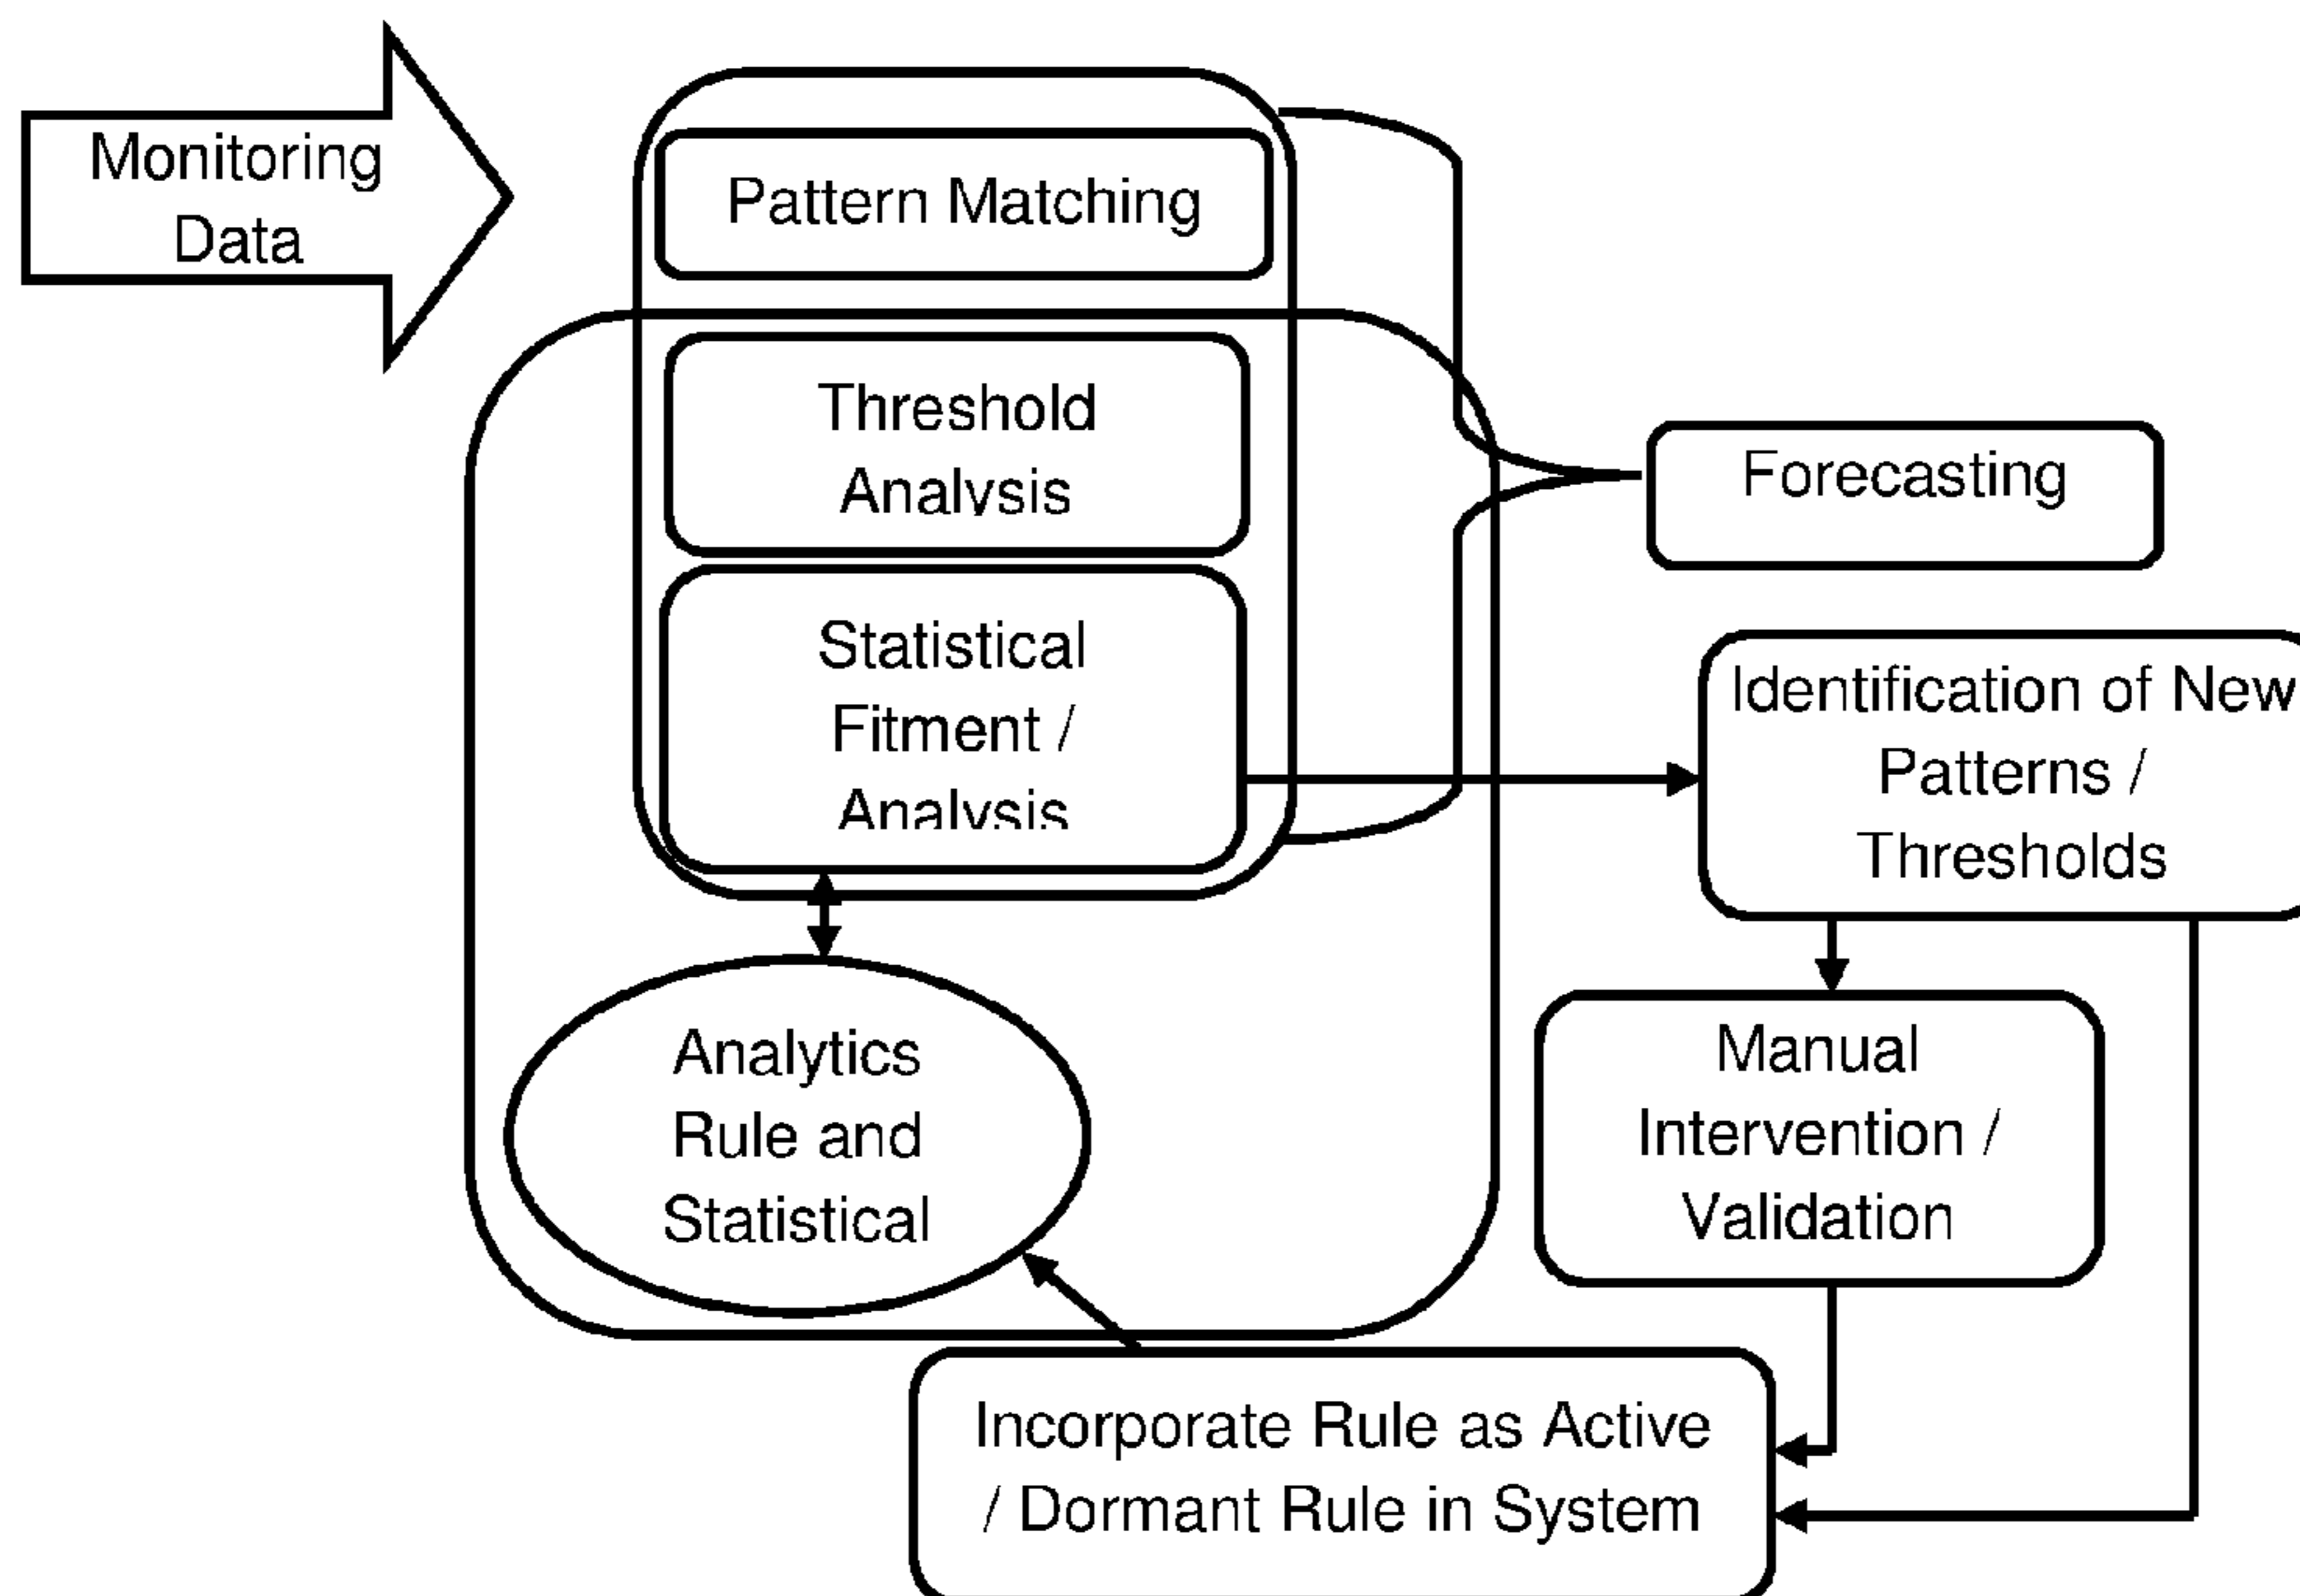 Monitoring
Data
Pattern Matching
Threshold
Analysis
Statistical
Fitment /
Analysis
Forecasting
Identification of New
Patterns /
Thresholds
Analytics
Rule and
Statistical
Manual
Intervention /
Validation
Incorporate Rule as Active
/ Dormant Rule in System